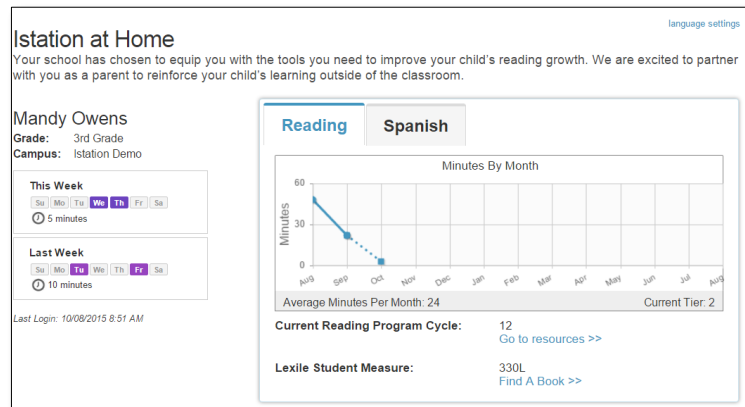 language settings
Istation at Home
Your school has chosen to equip you with the tools you need to improve your child's reading growth. We are excited to partner
with you as a parent to reinforce your child's learning outside of the classroom.
Mandy Owens
Grade: 3rd Grade
Campus: Istation Demo
This Week
Su Mo Tu We Th Fr Sa
5 minutes
Last Week
Su Mo Tu We Th Fr Sa
10 minutes
Last Login: 10/08/2015 8:51 AM
Reading Spanish
Minutes By Month
Minutes
60
30
0
Aug Sep Oct Nov Dec Jan Feb Mar Apr May Jun Jul Aug
Average Minutes Per Month: 24 Current Tier: 2
Current Reading Program Cycle: 12
Go to resources >>
Lexile Student Measure: 330L
Find A Book >>